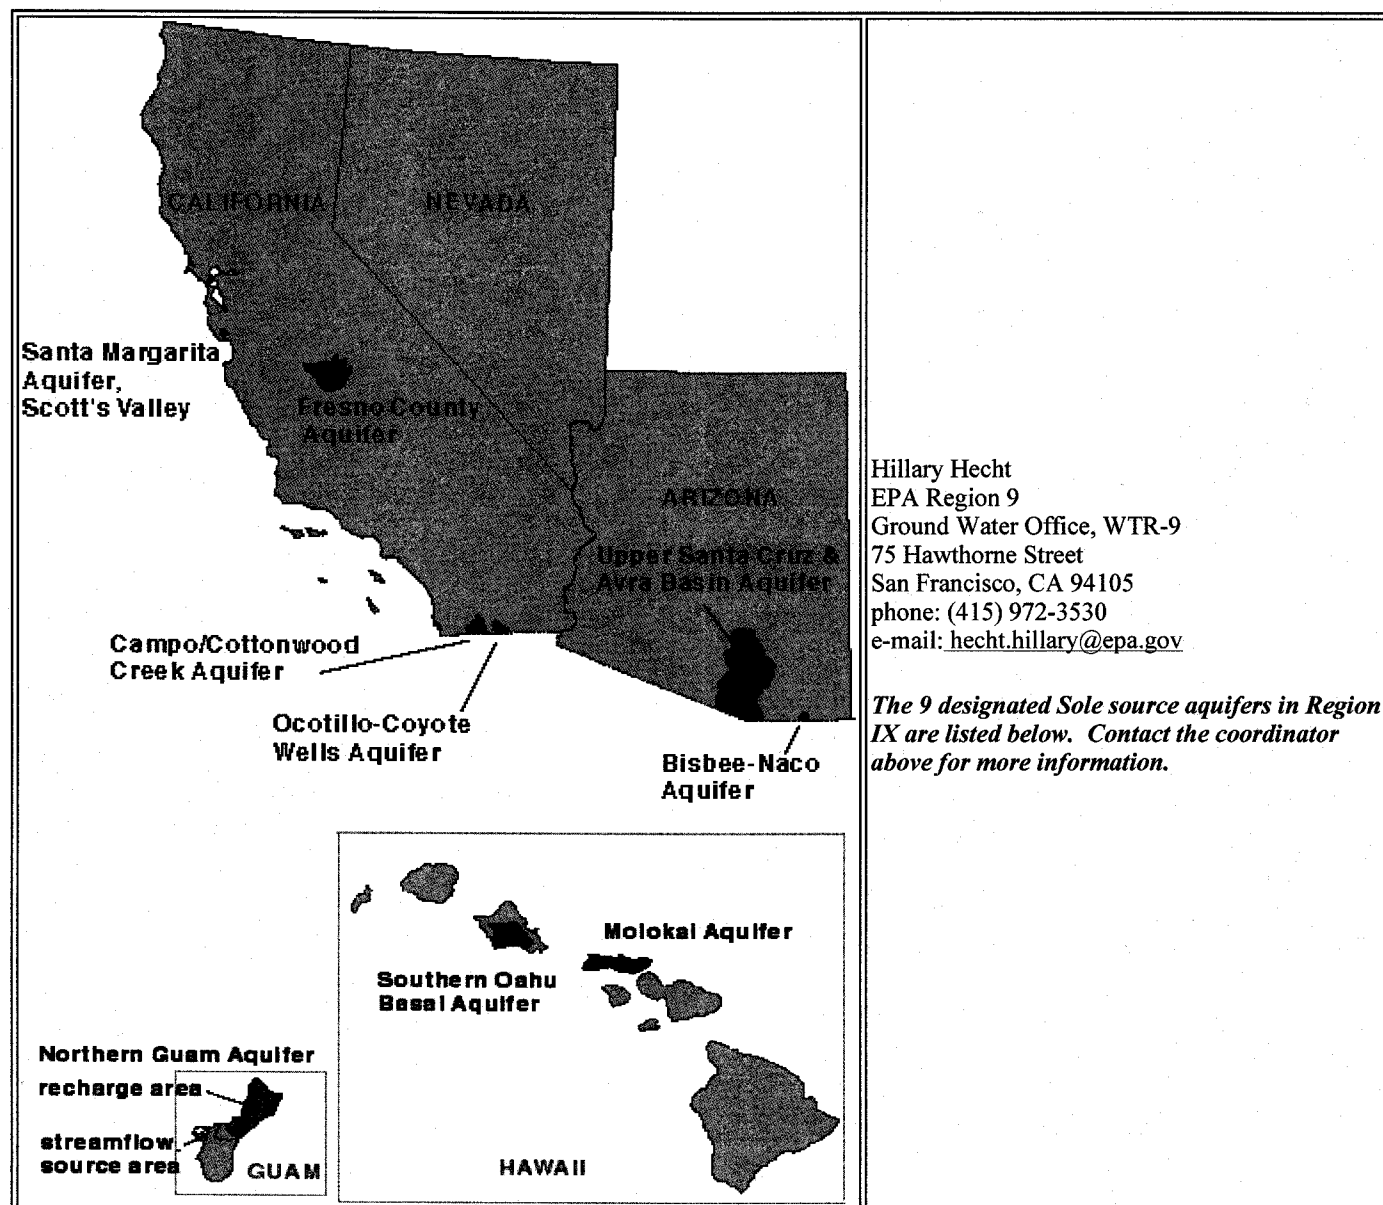 CALIFORNIA
NEVADA
Santa Margarita
Aquifer,
Scott's Valley
Fresno County
Aquifer
ARIZONA
Upper Santa Cruz &
Avra Basin Aquifer
Campo/Cottonwood
Creek Aquifer
Ocotillo-Coyote
Wells Aquifer
Bisbee-Naco
Aquifer
Molokai Aquifer
Southern Oahu
Basal Aquifer
HAWAII
Northern Guam Aquifer
recharge area
streamflow
source area
GUAM
Hillary Hecht
EPA Region 9
Ground Water Office, WTR-9
75 Hawthorne Street
San Francisco, CA 94105
phone: (415) 972-3530
e-mail: hecht.hillary@epa.gov
The 9 designated Sole source aquifers in Region
IX are listed below. Contact the coordinator
above for more information.